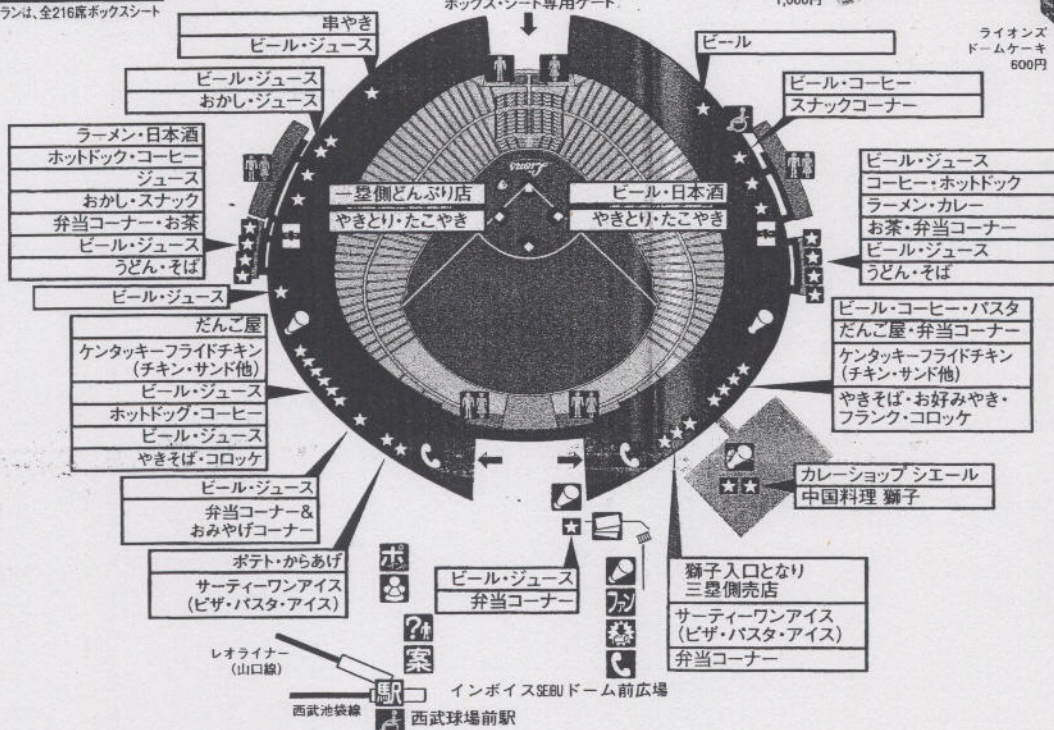 ランは、全216席ボックスシート
ボックス・シート専用ゲート
1,000円
ライオンズ
ドームケーキ
600円
串やき
ビール・ジュース
ビール・ジュース
おかし・ジュース
ラーメン・日本酒
ホットドック・コーヒー
ジュース
おかし・スナック
弁当コーナー・お茶
ビール・ジュース
うどん・そば
ビール・ジュース
だんご屋
ケンタッキーフライドチキン
(チキン・サンド他)
ビール・ジュース
ホットドッグ・コーヒー
ビール・ジュース
やきそば・コロッケ
ビール・ジュース
弁当コーナー&
おみやげコーナー
ポテト・からあげ
サーティーワンアイス
(ピザ・パスタ・アイス)
Lions
一塁側どんぶり店
やきとり・たこやき
ビール・日本酒
やきとり・たこやき
ビール
ビール・コーヒー
スナックコーナー
ビール・ジュース
コーヒー・ホットドック
ラーメン・カレー
お茶・弁当コーナー
ビール・ジュース
うどん・そば
ビール・コーヒー・パスタ
だんご屋・弁当コーナー
ケンタッキーフライドチキン
(チキン・サンド他)
やきそば・お好みやき・
フランク・コロッケ
カレーショップ シエール
中国料理 獅子
獅子入口となり
三塁側売店
サーティーワンアイス
(ピザ・パスタ・アイス)
弁当コーナー
ビール・ジュース
弁当コーナー
ポ
ファン
?
案
レオライナー
(山口線)
駅
西武池袋線
インボイスSEIBUドーム前広場
西武球場前駅